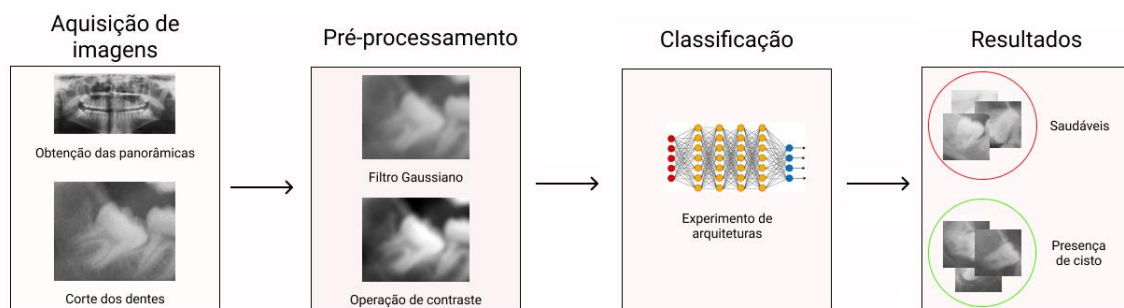 Aquisição de
imagens
Obtenção das panorâmicas
Corte dos dentes
Pré-processamento
Filtro Gaussiano
Operação de contraste
Classificação
Experimento de
arquiteturas
Resultados
Saudáveis
Presença
de cisto